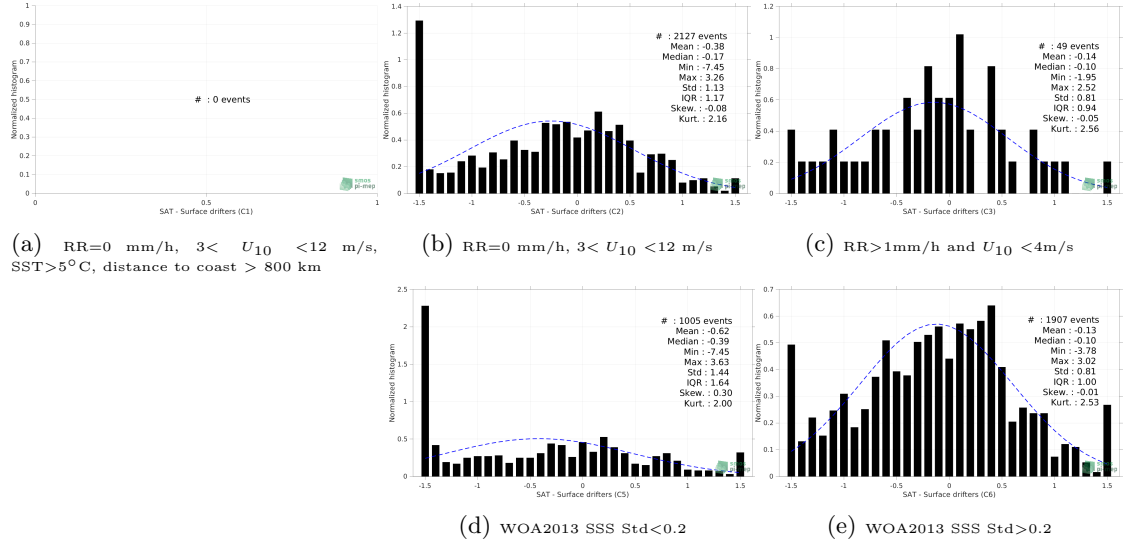 1
0.9
0.8
0.7
0.6
0.5
0.4
0.3
0.2
0.1
0
Normalized histogram
# : 0 events
0 0.5 1
SAT - Surface drifters (C1)
smos
pi-mep
(a) RR=0 mm/h, 3< U10 <12 m/s,
SST>5°C, distance to coast > 800 km
1.4
1.2
1
0.8
0.6
0.4
0.2
0
Normalized histogram
# : 2127 events
Mean : -0.38
Median : -0.17
Min : -7.45
Max : 3.26
Std : 1.13
IQR : 1.17
Skew. : -0.08
Kurt. : 2.16
-1.5 -1 -0.5 0 0.5 1 1.5
SAT - Surface drifters (C2)
smos
pi-mep
(b) RR=0 mm/h, 3< U10 <12 m/s
1.2
1
0.8
0.6
0.4
0.2
0
Normalized histogram
# : 49 events
Mean : -0.14
Median : -0.10
Min : -1.95
Max : 2.52
Std : 0.81
IQR : 0.94
Skew. : -0.05
Kurt. : 2.56
-1.5 -1 -0.5 0 0.5 1 1.5
SAT - Surface drifters (C3)
smos
pi-mep
(c) RR>1mm/h and U10 <4m/s
2.5
2
1.5
1
0.5
0
Normalized histogram
# : 1005 events
Mean : -0.62
Median : -0.39
Min : -7.45
Max : 3.63
Std : 1.44
IQR : 1.64
Skew. : 0.30
Kurt. : 2.00
-1.5 -1 -0.5 0 0.5 1 1.5
SAT - Surface drifters (C5)
smos
pi-mep
(d) WOA2013 SSS Std<0.2
0.7
0.6
0.5
0.4
0.3
0.2
0.1
0
Normalized histogram
# : 1907 events
Mean : -0.13
Median : -0.10
Min : -3.78
Max : 3.02
Std : 0.81
IQR : 1.00
Skew. : -0.01
Kurt. : 2.53
-1.5 -1 -0.5 0 0.5 1 1.5
SAT - Surface drifters (C6)
smos
pi-mep
(e) WOA2013 SSS Std>0.2